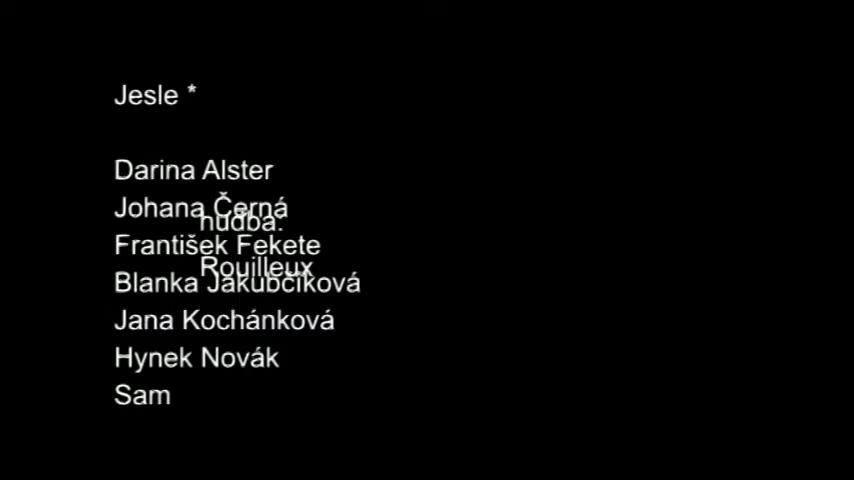 Jesle *
Darina Alster
Johana Černá
hudba:
František Fekete
Rouilleux
Blanka Jakubčíková
Jana Kochánková
Hynek Novák
Sam